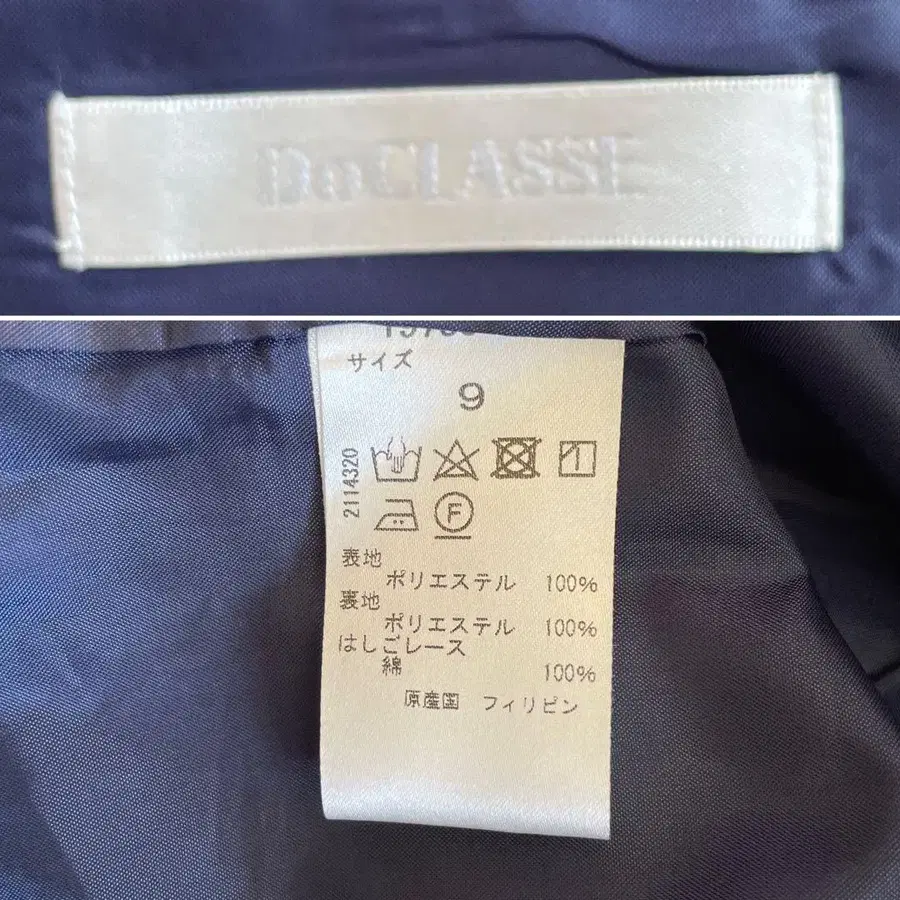 DoCLASSE
サイズ
9
2114320
F
表地
ポリエステル 100%
裏地
ポリエステル 100%
はしごレース
綿 100%
原産国 フィリピン